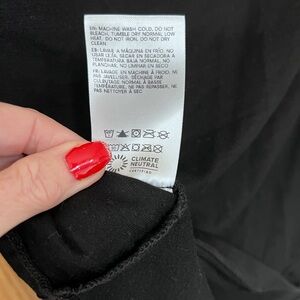 EN: MACHINE WASH COLD, DO NOT
BLEACH, TUMBLE DRY NORMAL LOW
HEAT, DO NOT IRON, DO NOT DRY
CLEAN
ES: LAVAR A MÁQUINA EN FRÍO, NO
USAR LEJÍA, SECAR EN SECADORA A
TEMPERATURA BAJA NORMAL, NO
PLANCHAR, NO LIMPIAR EN SECO
FR: LAVAGE EN MACHINE À FROID, NE
PAS JAVELLISER, SÉCHAGE PAR
CULBUTAGE NORMAL À BASSE
TEMPÉRATURE, NE PAS REPASSER, NE
PAS NETTOYER À SEC
CLIMATE
NEUTRAL
CERTIFIED